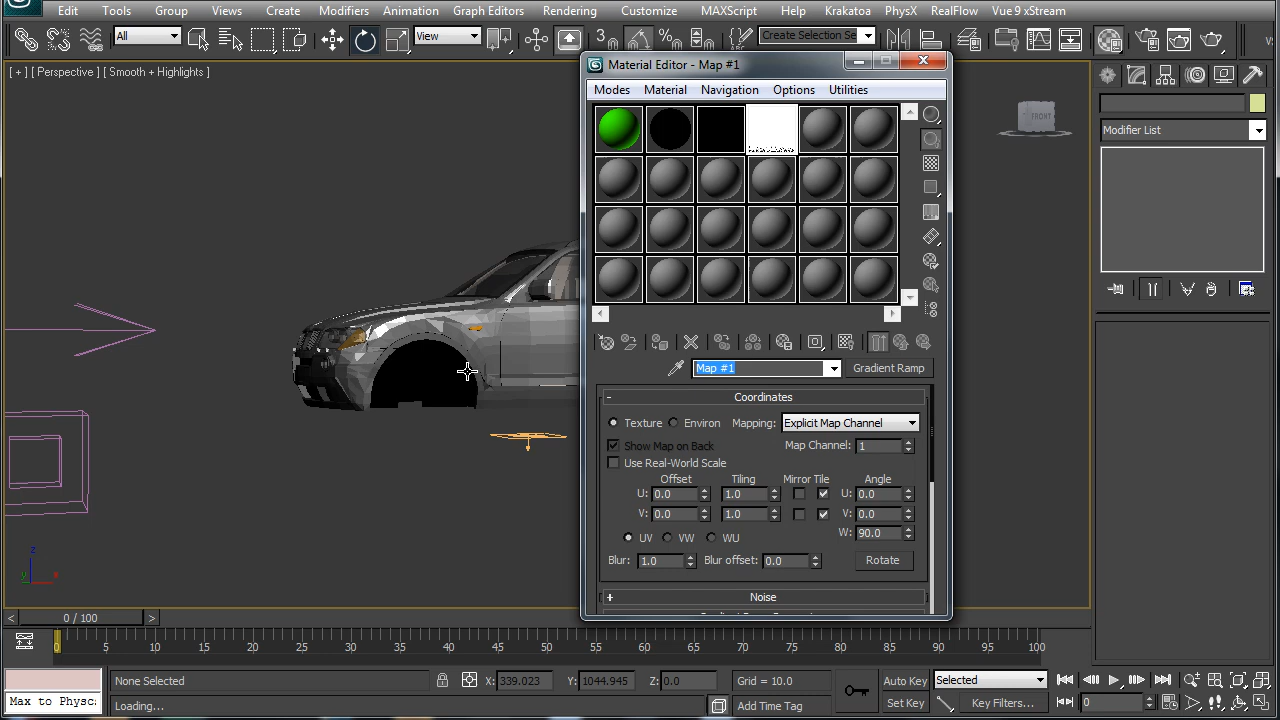 Edit Tools Group Views Create Modifiers Animation Graph Editors Rendering Customize MAXScript Help Krakatoa PhysX RealFlow Vue 9 xStream
All View 3 % Create Selection Se
[ + ] [ Perspective ] [ Smooth + Highlights ]
FRONT
Modifier List
Material Editor - Map #1
Modes Material Navigation Options Utilities
Map #1 Gradient Ramp
- Coordinates
Texture Environ Mapping: Explicit Map Channel
Show Map on Back Map Channel: 1
Use Real-World Scale
Offset Tiling Mirror Tile Angle
U: 0.0 1.0 U: 0.0
V: 0.0 1.0 V: 0.0
W: 90.0
UV VW WU
Blur: 1.0 Blur offset: 0.0 Rotate
+ Noise
z
y x
< 0 / 100 >
0 5 10 15 20 25 30 35 40 45 50 55 60 65 70 75 80 85 90 95 100
None Selected X: 339.023 Y: 1044.945 Z: 0.0 Grid = 10.0 Auto Key Selected
Max to Physc: Loading... Add Time Tag Set Key Key Filters... 0